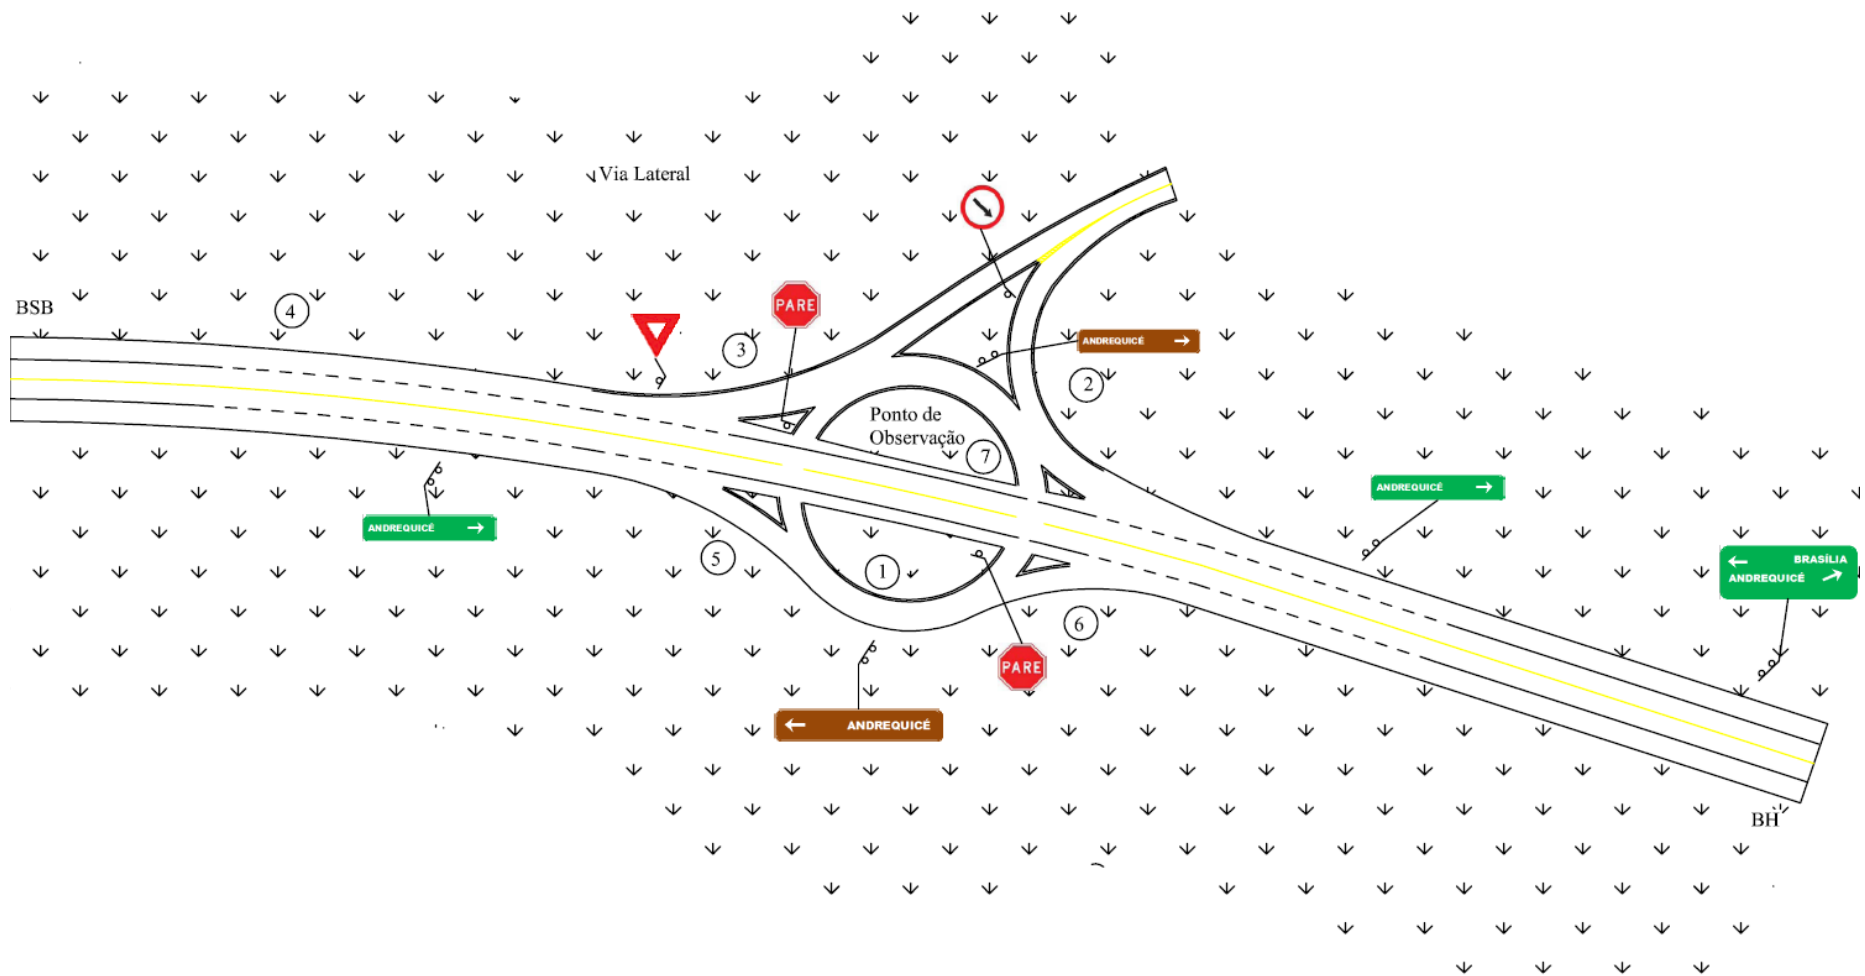 Via Lateral
BSB
4
PARE
3
ANDREQUICÉ →
2
Ponto de
Observação
7
ANDREQUICÉ →
ANDREQUICÉ →
5
1
← BRASÍLIA
ANDREQUICÉ ↗
6
PARE
← ANDREQUICÉ
BH